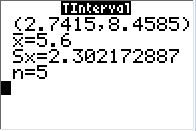 TInterval
(2.7415,8.4585)
x̅=5.6
Sx=2.302172887
n=5